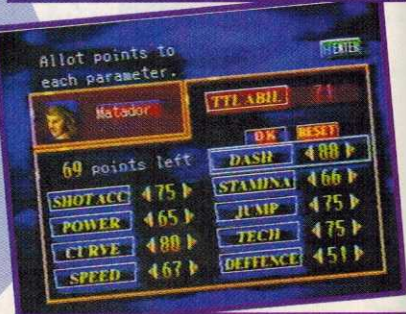 Allot points to
each parameter.
ENTER
Matador
TTL ABIL. 71
OK RESET
69 points left
SHOT ACC 75
POWER 65
CURVE 80
SPEED 67
DASH 80
STAMINA 66
JUMP 75
TECH 75
DEFFENCE 51